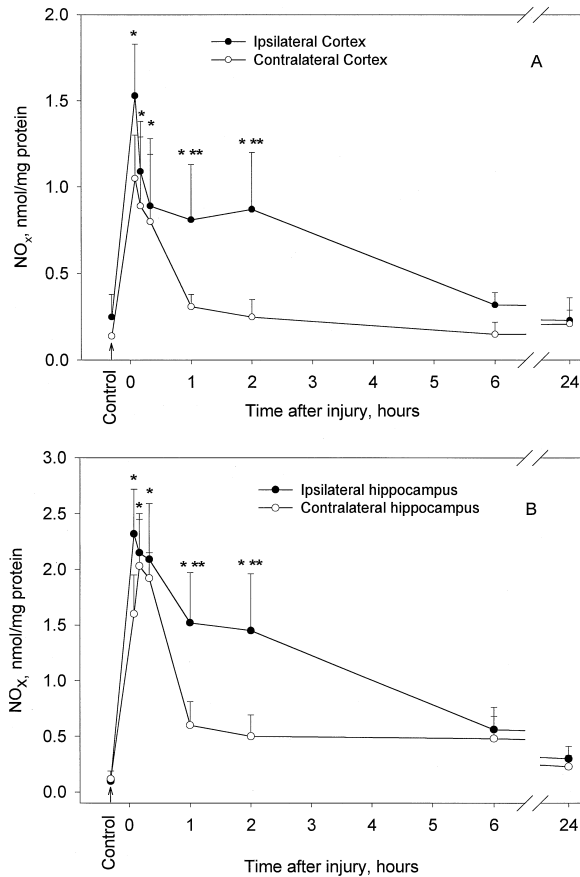 2.0
Ipsilateral Cortex
Contralateral Cortex
A
*
1.5
*
*
* **
* **
1.0
0.5
0.0
NOx, nmol/mg protein
Control
0 1 2 3 4 5 6 24
Time after injury, hours
3.0
Ipsilateral hippocampus
Contralateral hippocampus
B
*
*
*
2.5
* **
* **
2.0
1.5
1.0
0.5
0.0
NOX, nmol/mg protein
Control
0 1 2 3 4 5 6 24
Time after injury, hours